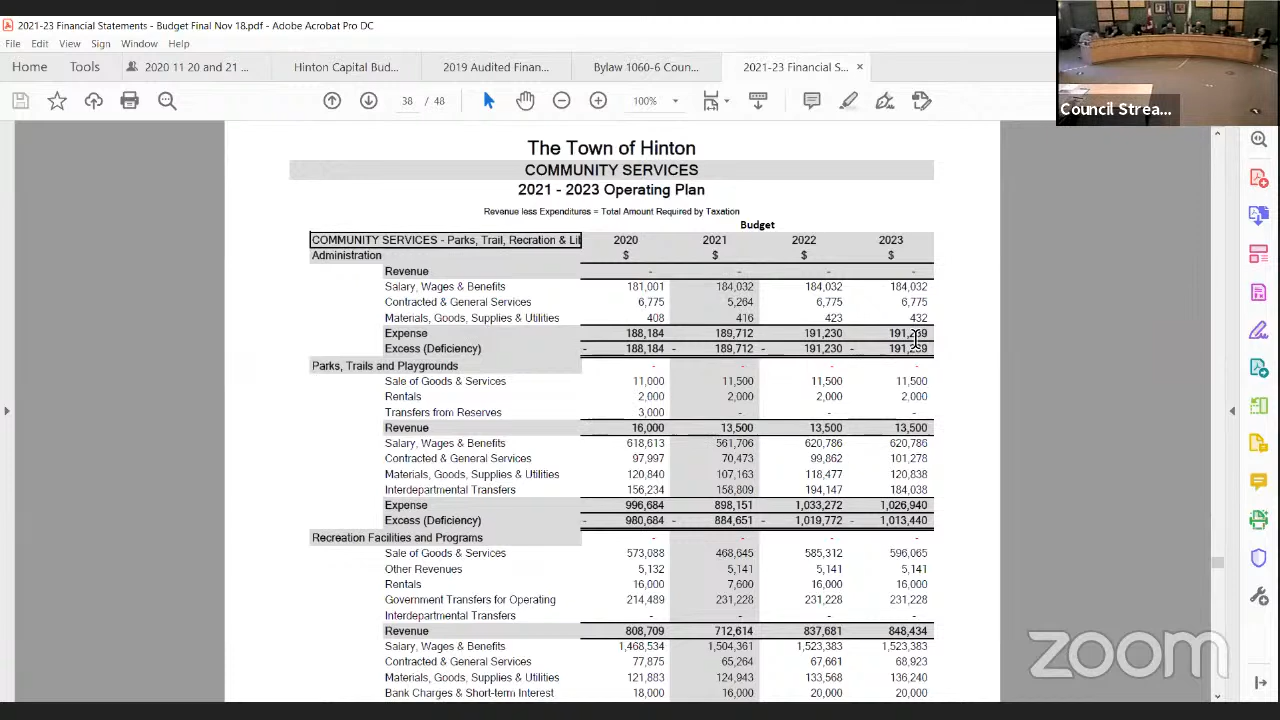 2021-23 Financial Statements - Budget Final Nov 18.pdf - Adobe Acrobat Pro DC
File Edit View Sign Window Help
Home Tools 2020 11 20 and 21 ... Hinton Capital Bud... 2019 Audited Finan... Bylaw 1060-6 Coun... 2021-23 Financial S... ×
38 / 48 100%
Council Strea...
The Town of Hinton
COMMUNITY SERVICES
2021 - 2023 Operating Plan
Revenue less Expenditures = Total Amount Required by Taxation
Budget
COMMUNITY SERVICES - Parks, Trail, Recration & Lit 2020 2021 2022 2023
Administration $ $ $ $
Revenue - - - -
Salary, Wages & Benefits 181,001 184,032 184,032 184,032
Contracted & General Services 6,775 5,264 6,775 6,775
Materials, Goods, Supplies & Utilities 408 416 423 432
Expense 188,184 189,712 191,230
Excess (Deficiency) - 188,184 - 189,712 - 191,230 -
Parks, Trails and Playgrounds - - - -
Sale of Goods & Services 11,000 11,500 11,500 11,500
Rentals 2,000 2,000 2,000 2,000
Transfers from Reserves 3,000 - - -
Revenue 16,000 13,500 13,500 13,500
Salary, Wages & Benefits 618,613 561,706 620,786 620,786
Contracted & General Services 97,997 70,473 99,862 101,278
Materials, Goods, Supplies & Utilities 120,840 107,163 118,477 120,838
Interdepartmental Transfers 156,234 158,809 194,147 184,038
Expense 996,684 898,151 1,033,272 1,026,940
Excess (Deficiency) - 980,684 - 884,651 - 1,019,772 - 1,013,440
Recreation Facilities and Programs - - - -
Sale of Goods & Services 573,088 468,645 585,312 596,065
Other Revenues 5,132 5,141 5,141 5,141
Rentals 16,000 7,600 16,000 16,000
Government Transfers for Operating 214,489 231,228 231,228 231,228
Interdepartmental Transfers - - - -
Revenue 808,709 712,614 837,681 848,434
Salary, Wages & Benefits 1,468,534 1,504,361 1,523,383 1,523,383
Contracted & General Services 77,875 65,264 67,661 68,923
Materials, Goods, Supplies & Utilities 121,883 124,943 133,568 136,240
Bank Charges & Short-term Interest 18,000 16,000 20,000 20,000
zoom